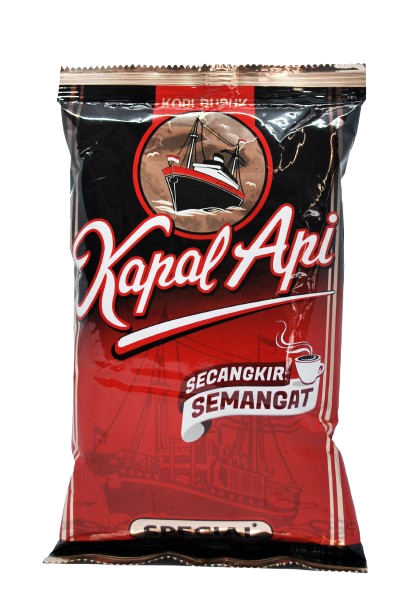 KOPI BUBUK
Kapal Api
SECANGKIR
SEMANGAT
SPECIAL